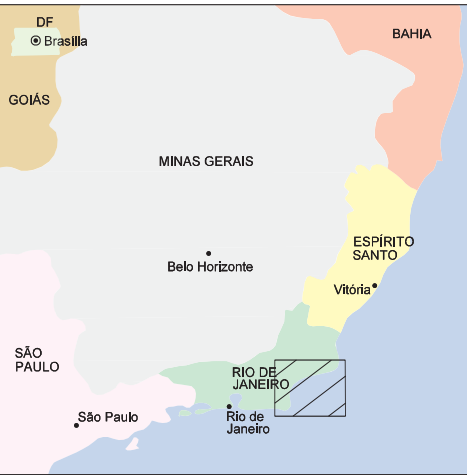 DF
Brasília
BAHIA
GOIÁS
MINAS GERAIS
ESPÍRITO
SANTO
Belo Horizonte
Vitória
SÃO
PAULO
RIO DE
JANEIRO
São Paulo
Rio de
Janeiro